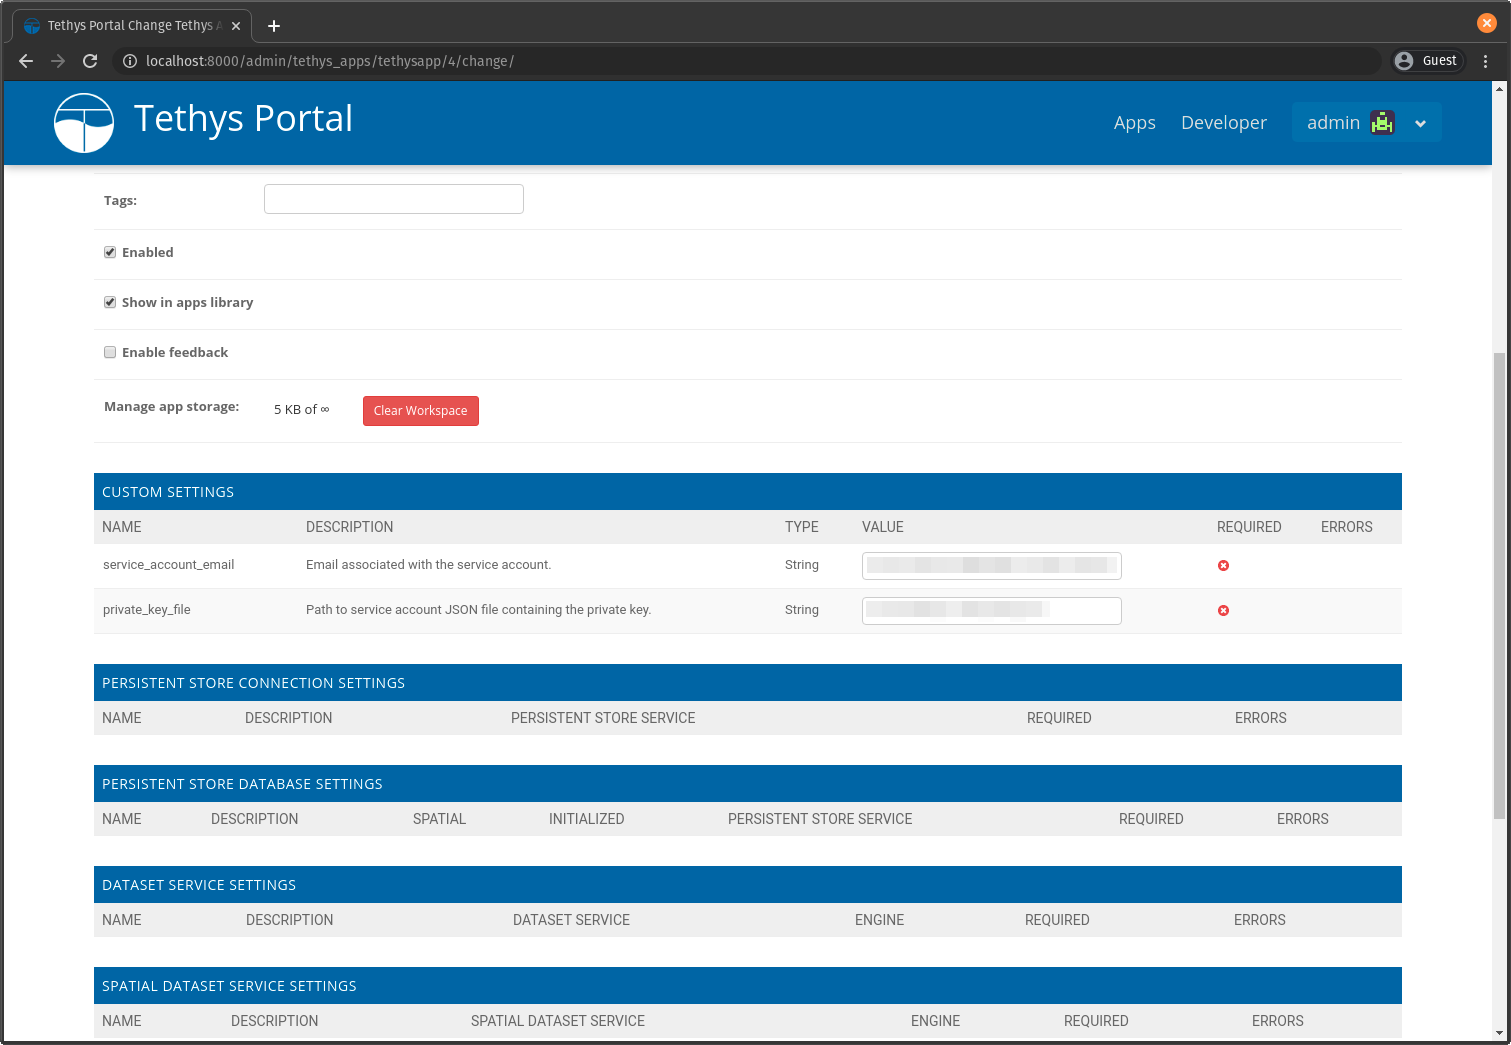 Tethys Portal Change Tethys A
localhost:8000/admin/tethys_apps/tethysapp/4/change/
Guest
Tethys Portal
Apps Developer admin
Tags:
Enabled
Show in apps library
Enable feedback
Manage app storage: 5 KB of ∞ Clear Workspace
CUSTOM SETTINGS
NAME DESCRIPTION TYPE VALUE REQUIRED ERRORS
service_account_email Email associated with the service account. String
private_key_file Path to service account JSON file containing the private key. String
PERSISTENT STORE CONNECTION SETTINGS
NAME DESCRIPTION PERSISTENT STORE SERVICE REQUIRED ERRORS
PERSISTENT STORE DATABASE SETTINGS
NAME DESCRIPTION SPATIAL INITIALIZED PERSISTENT STORE SERVICE REQUIRED ERRORS
DATASET SERVICE SETTINGS
NAME DESCRIPTION DATASET SERVICE ENGINE REQUIRED ERRORS
SPATIAL DATASET SERVICE SETTINGS
NAME DESCRIPTION SPATIAL DATASET SERVICE ENGINE REQUIRED ERRORS